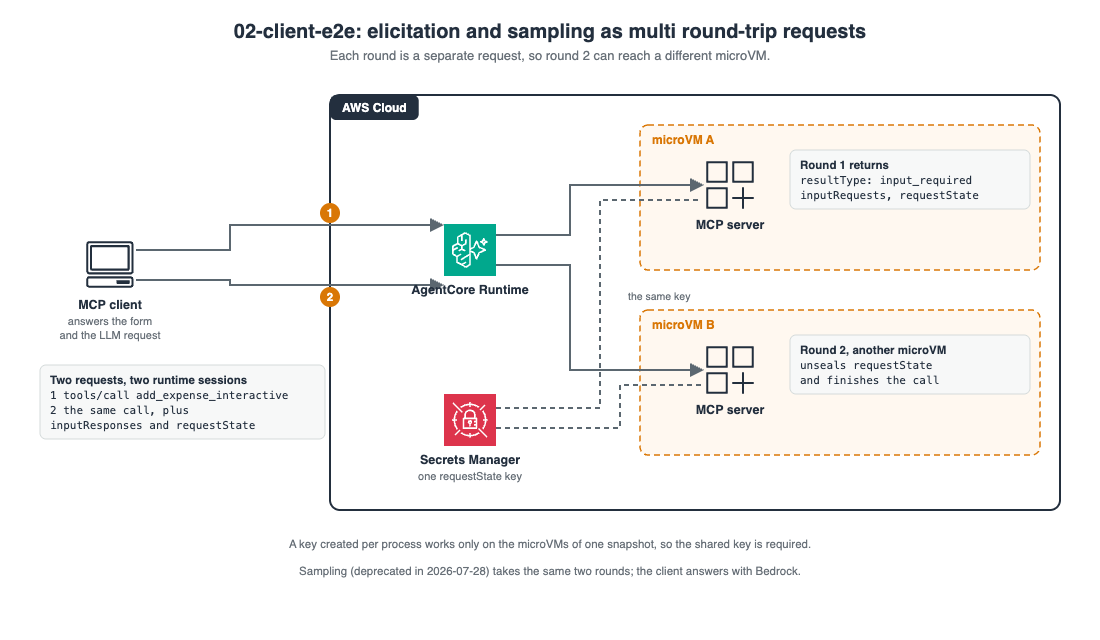 02-client-e2e: elicitation and sampling as multi round-trip requests
Each round is a separate request, so round 2 can reach a different microVM.
AWS Cloud
microVM A
Round 1 returns
resultType: input_required
inputRequests, requestState
MCP server
1
2
AgentCore Runtime
MCP client
answers the form
and the LLM request
the same key
microVM B
Round 2, another microVM
unseals requestState
and finishes the call
MCP server
Two requests, two runtime sessions
1 tools/call add_expense_interactive
2 the same call, plus
inputResponses and requestState
Secrets Manager
one requestState key
A key created per process works only on the microVMs of one snapshot, so the shared key is required.
Sampling (deprecated in 2026-07-28) takes the same two rounds; the client answers with Bedrock.